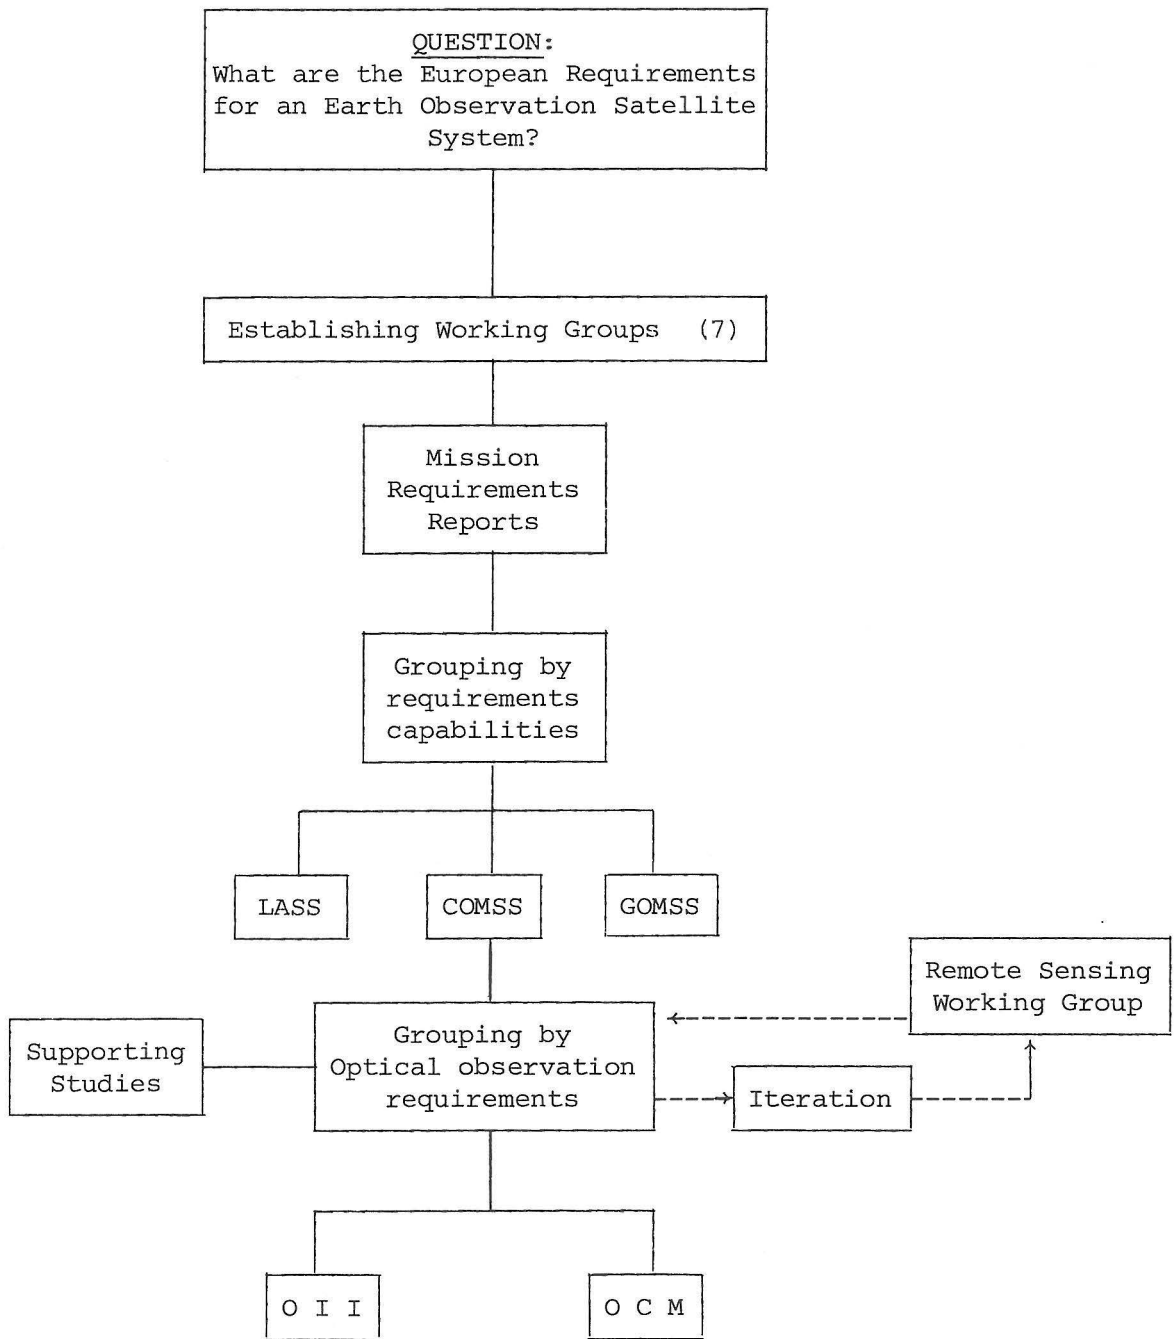 QUESTION:
What are the European Requirements
for an Earth Observation Satellite
System?
Establishing Working Groups (7)
Mission
Requirements
Reports
Grouping by
requirements
capabilities
LASS
COMSS
GOMSS
Remote Sensing
Working Group
Supporting
Studies
Grouping by
Optical observation
requirements
Iteration
O I I
O C M